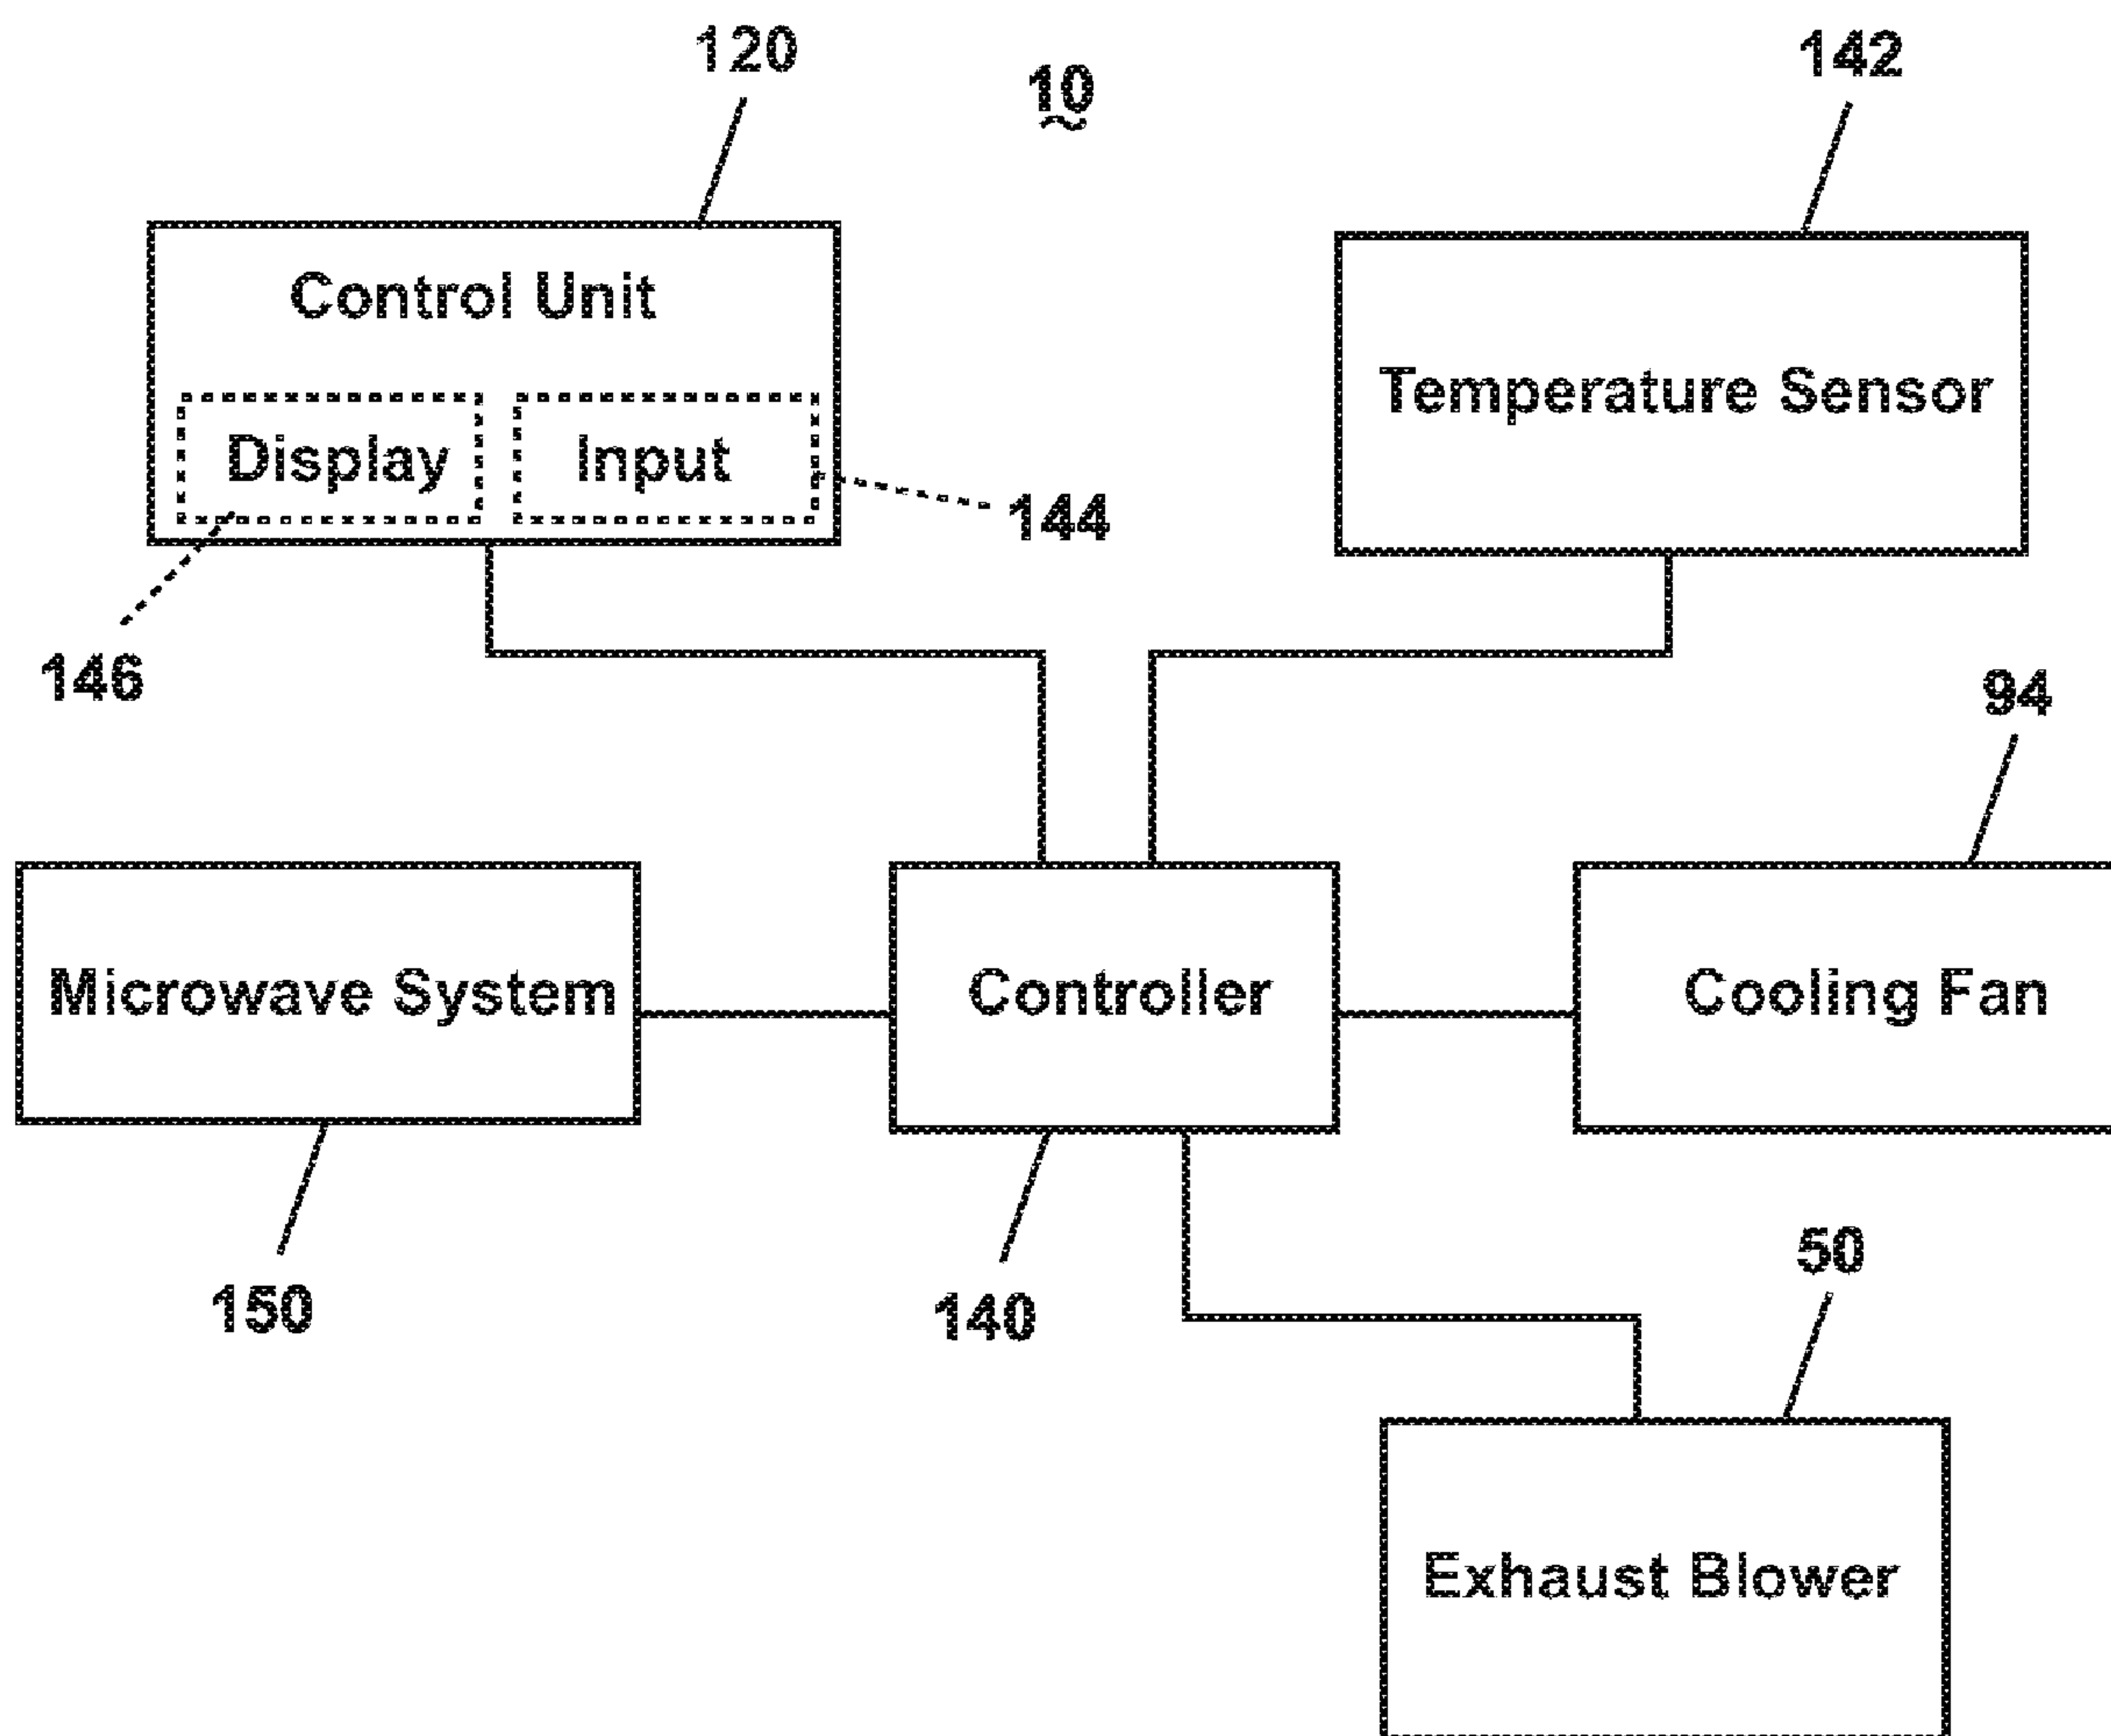 120
10
142
Control Unit
Temperature Sensor
Display
Input
144
146
94
Microwave System
Controller
Cooling Fan
50
150
140
Exhaust Blower